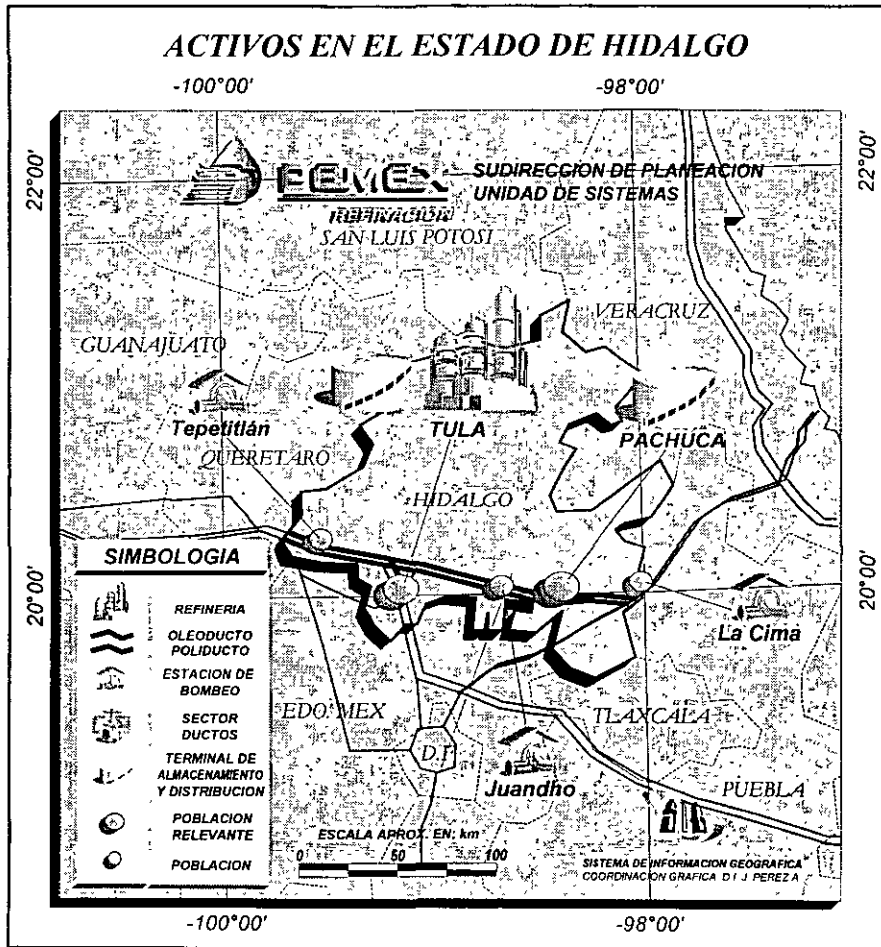 ACTIVOS EN EL ESTADO DE HIDALGO
-100°00' -98°00'
22°00' 22°00'
PEMEX
REFINACION
SUDIRECCION DE PLANEACION
UNIDAD DE SISTEMAS
SAN LUIS POTOSI
VERACRUZ
GUANAJUATO
Tepetitlán TULA PACHUCA
QUERETARO
HIDALGO
20°00' 20°00'
La Cima
EDO. MEX TLAXCALA
D.F
Juandho
PUEBLA
SIMBOLOGIA
REFINERIA
OLEODUCTO
POLIDUCTO
ESTACION DE
BOMBEO
SECTOR
DUCTOS
TERMINAL DE
ALMACENAMIENTO
Y DISTRIBUCION
POBLACION
RELEVANTE
POBLACION
ESCALA APROX. EN: km
0 50 100
SISTEMA DE INFORMACION GEOGRAFICA
COORDINACION GRAFICA D I J PEREZ A
-100°00' -98°00'